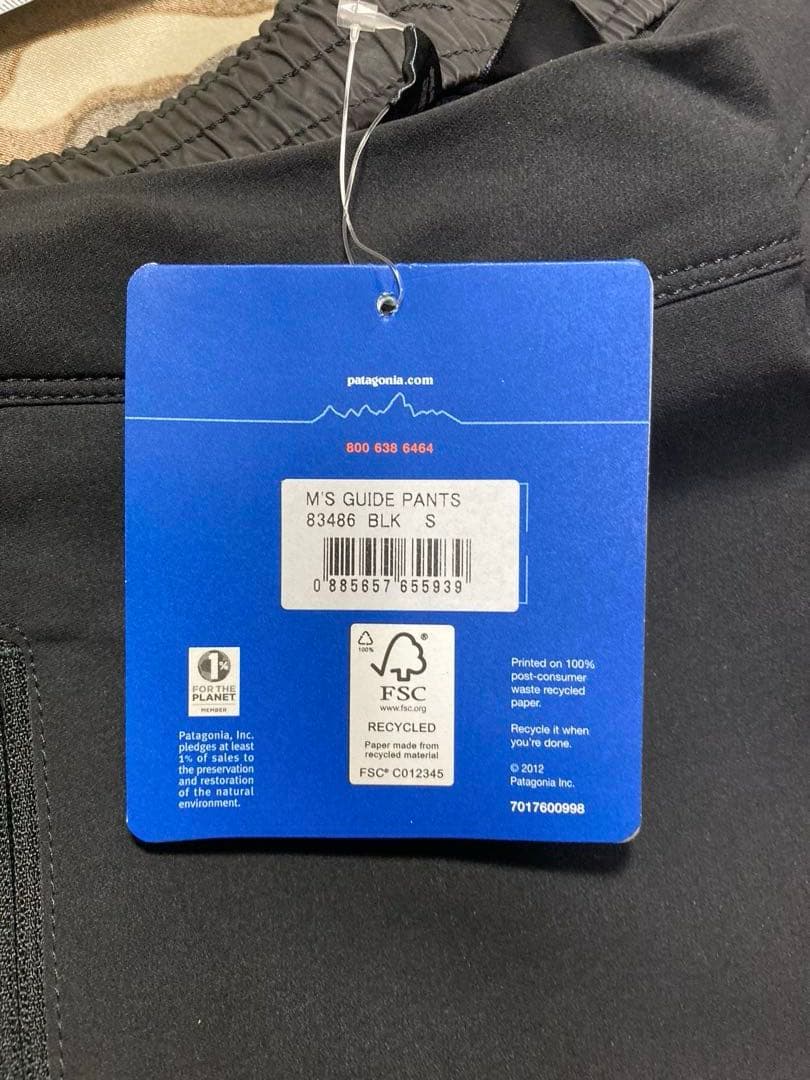 patagonia.com
800 638 6464
M'S GUIDE PANTS
83486 BLK S
0 885657 655939
1%
FOR THE
PLANET
MEMBER
Patagonia, Inc.
pledges at least
1% of sales to
the preservation
and restoration
of the natural
environment.
100%
®
FSC
www.fsc.org
RECYCLED
Paper made from
recycled material
FSC® C012345
Printed on 100%
post-consumer
waste recycled
paper.
Recycle it when
you're done.
© 2012
Patagonia Inc.
7017600998